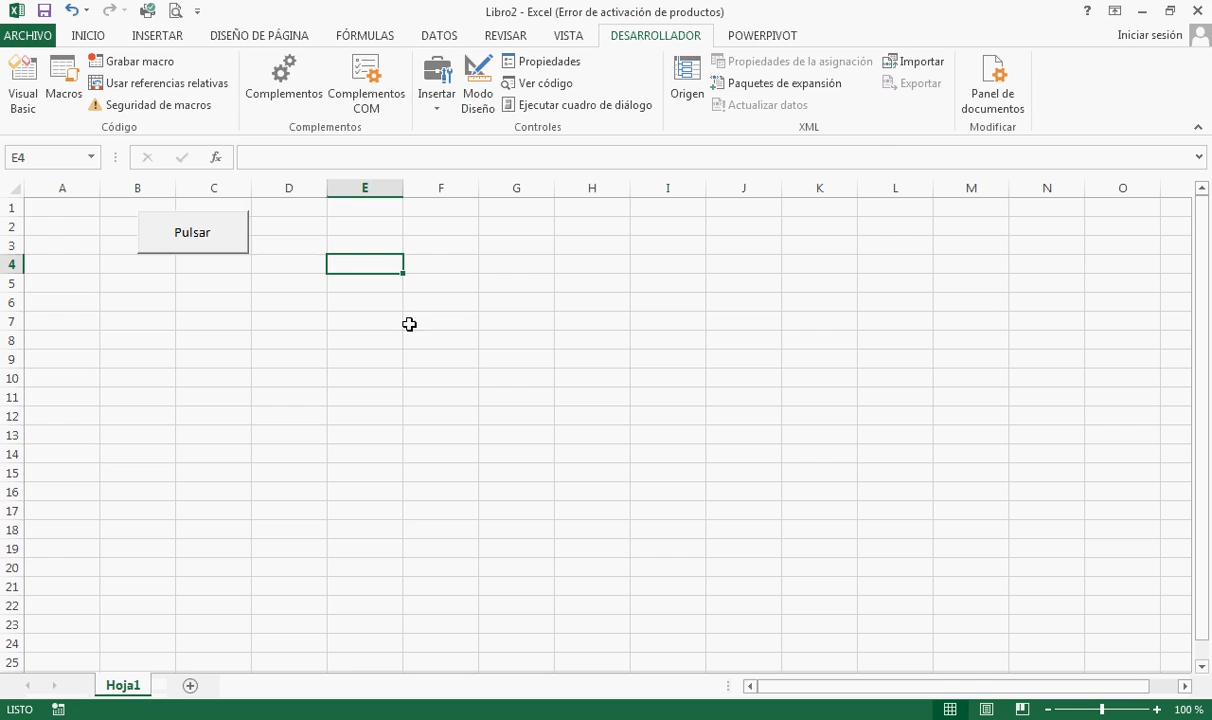 Libro2 - Excel (Error de activación de productos)
ARCHIVO INICIO INSERTAR DISEÑO DE PÁGINA FÓRMULAS DATOS REVISAR VISTA DESARROLLADOR POWERPIVOT Iniciar sesión
Visual Basic
Macros
Grabar macro
Usar referencias relativas
Seguridad de macros
Código
Complementos
Complementos COM
Complementos
Insertar
Modo Diseño
Propiedades
Ver código
Ejecutar cuadro de diálogo
Controles
Origen
Propiedades de la asignación
Paquetes de expansión
Actualizar datos
Importar
Exportar
XML
Panel de documentos
Modificar
E4 fx
A B C D E F G H I J K L M N O
1
2
Pulsar
3
4
5
6
7
8
9
10
11
12
13
14
15
16
17
18
19
20
21
22
23
24
25
Hoja1
LISTO 100 %